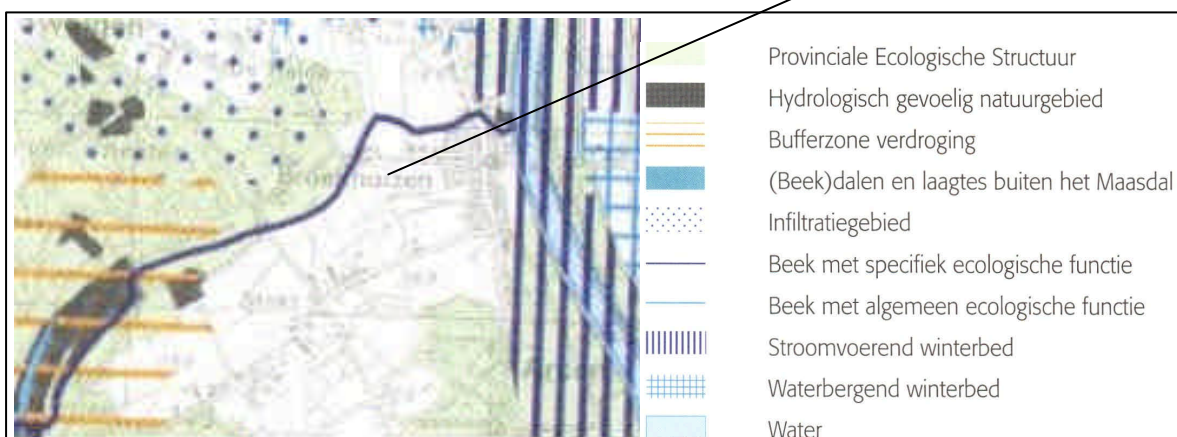 Provinciale Ecologische Structuur
Hydrologisch gevoelig natuurgebied
Bufferzone verdroging
(Beek)dalen en laagtes buiten het Maasdal
Infiltratiegebied
Beek met specifiek ecologische functie
Beek met algemeen ecologische functie
Stroomvoerend winterbed
Waterbergend winterbed
Water